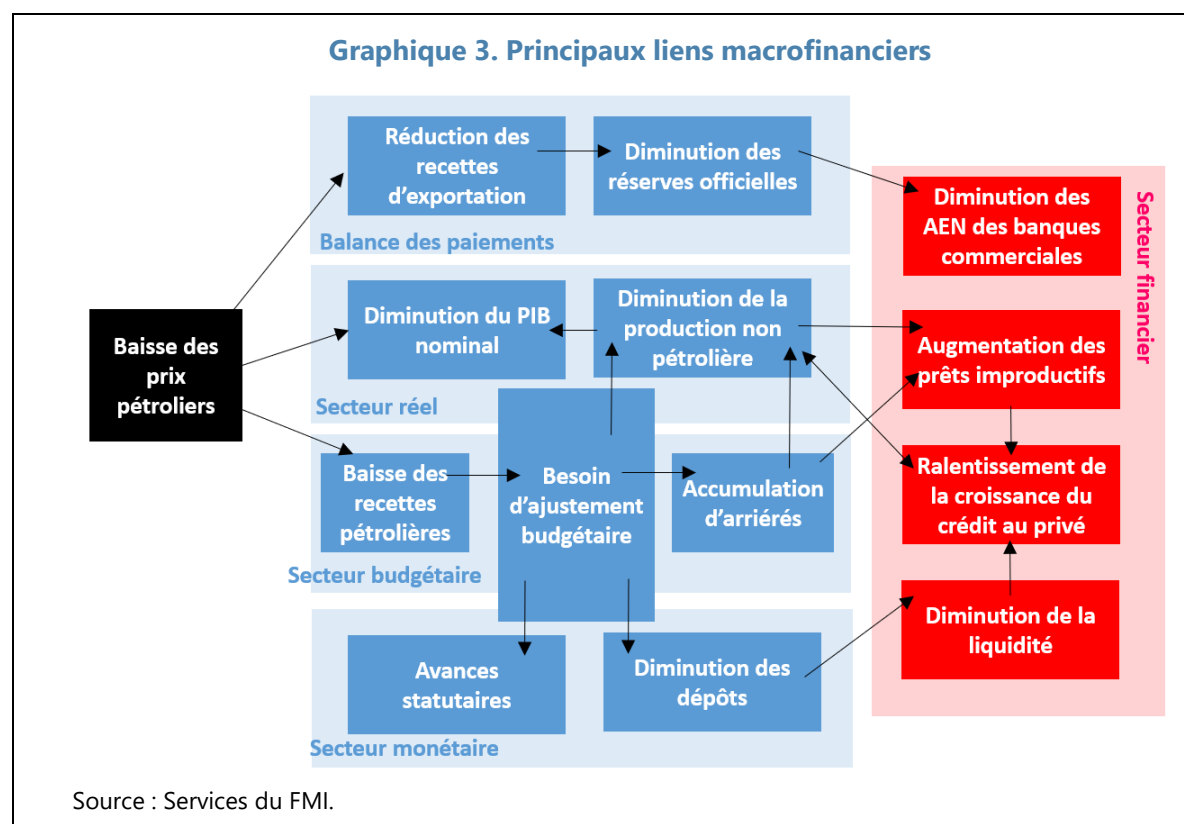 Graphique 3. Principaux liens macrofinanciers
Réduction des
recettes
d’exportation
Diminution des
réserves officielles
Balance des paiements
Diminution des
AEN des banques
commerciales
Secteur financier
Baisse des
prix
pétroliers
Diminution du PIB
nominal
Diminution de la
production non
pétrolière
Secteur réel
Augmentation des
prêts improductifs
Baisse des
recettes
pétrolières
Besoin
d’ajustement
budgétaire
Accumulation
d’arriérés
Secteur budgétaire
Ralentissement de
la croissance du
crédit au privé
Avances
statutaires
Diminution des
dépôts
Secteur monétaire
Diminution de la
liquidité
Source : Services du FMI.